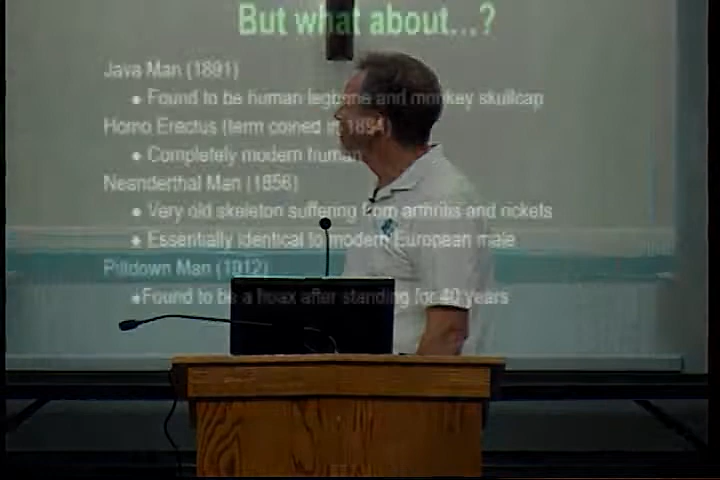 But what about...?
Java Man (1891)
● Found to be human legbone and monkey skullcap
Homo Erectus (term coined in 1894)
● Completely modern human
Neanderthal Man (1856)
● Very old skeleton suffering from arthritis and rickets
● Essentially identical to modern European male
Piltdown Man (1912)
●Found to be a hoax after standing for 40 years